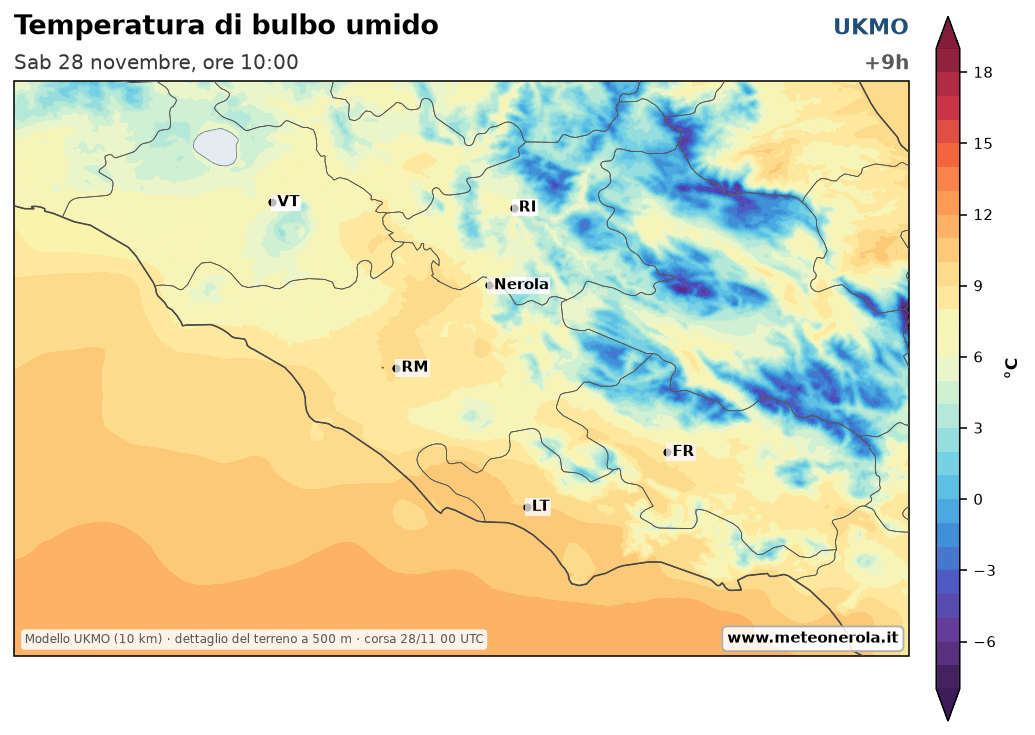 Temperatura di bulbo umido
UKMO
Sab 28 novembre, ore 10:00
+9h
VT
RI
Nerola
RM
FR
LT
18
15
12
9
6
3
0
−3
−6
°C
Modello UKMO (10 km) · dettaglio del terreno a 500 m · corsa 28/11 00 UTC
www.meteonerola.it